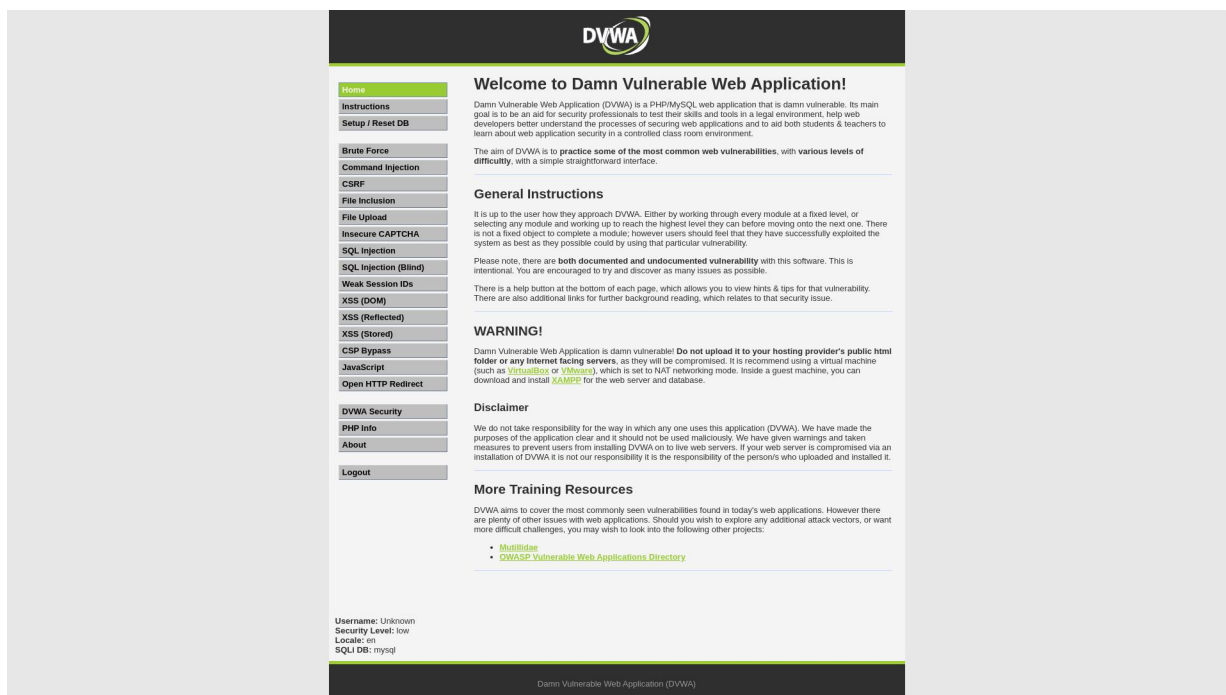 DVWA
Home
Instructions
Setup / Reset DB
Brute Force
Command Injection
CSRF
File Inclusion
File Upload
Insecure CAPTCHA
SQL Injection
SQL Injection (Blind)
Weak Session IDs
XSS (DOM)
XSS (Reflected)
XSS (Stored)
CSP Bypass
JavaScript
Open HTTP Redirect
DVWA Security
PHP Info
About
Logout
Welcome to Damn Vulnerable Web Application!
Damn Vulnerable Web Application (DVWA) is a PHP/MySQL web application that is damn vulnerable. Its main
goal is to be an aid for security professionals to test their skills and tools in a legal environment, help web
developers better understand the processes of securing web applications and to aid both students & teachers to
learn about web application security in a controlled class room environment.
The aim of DVWA is to practice some of the most common web vulnerabilities, with various levels of
difficultly, with a simple straightforward interface.
General Instructions
It is up to the user how they approach DVWA. Either by working through every module at a fixed level, or
selecting any module and working up to reach the highest level they can before moving onto the next one. There
is not a fixed object to complete a module; however users should feel that they have successfully exploited the
system as best as they possible could by using that particular vulnerability.
Please note, there are both documented and undocumented vulnerability with this software. This is
intentional. You are encouraged to try and discover as many issues as possible.
There is a help button at the bottom of each page, which allows you to view hints & tips for that vulnerability.
There are also additional links for further background reading, which relates to that security issue.
WARNING!
Damn Vulnerable Web Application is damn vulnerable! Do not upload it to your hosting provider's public html
folder or any Internet facing servers, as they will be compromised. It is recommend using a virtual machine
(such as VirtualBox or VMware), which is set to NAT networking mode. Inside a guest machine, you can
download and install XAMPP for the web server and database.
Disclaimer
We do not take responsibility for the way in which any one uses this application (DVWA). We have made the
purposes of the application clear and it should not be used maliciously. We have given warnings and taken
measures to prevent users from installing DVWA on to live web servers. If your web server is compromised via an
installation of DVWA it is not our responsibility it is the responsibility of the person/s who uploaded and installed it.
More Training Resources
DVWA aims to cover the most commonly seen vulnerabilities found in today's web applications. However there
are plenty of other issues with web applications. Should you wish to explore any additional attack vectors, or want
more difficult challenges, you may wish to look into the following other projects:
• Mutillidae
• OWASP Vulnerable Web Applications Directory
Username: Unknown
Security Level: low
Locale: en
SQLi DB: mysql
Damn Vulnerable Web Application (DVWA)